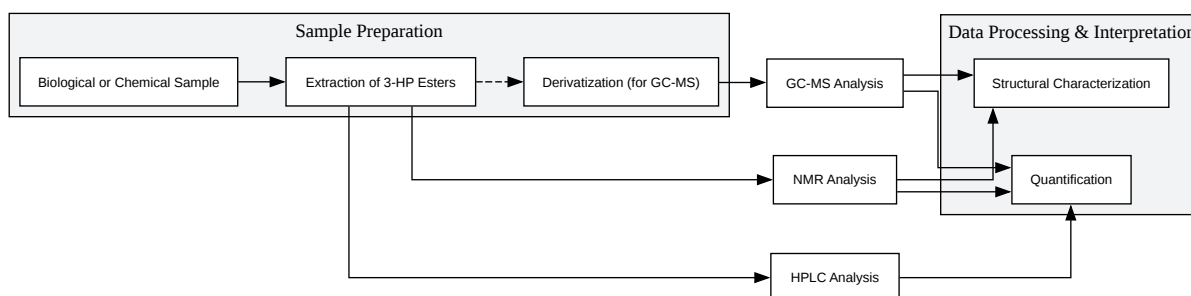 Sample Preparation
Data Processing & Interpretation
Biological or Chemical Sample
Extraction of 3-HP Esters
Derivatization (for GC-MS)
GC-MS Analysis
Structural Characterization
NMR Analysis
Quantification
HPLC Analysis